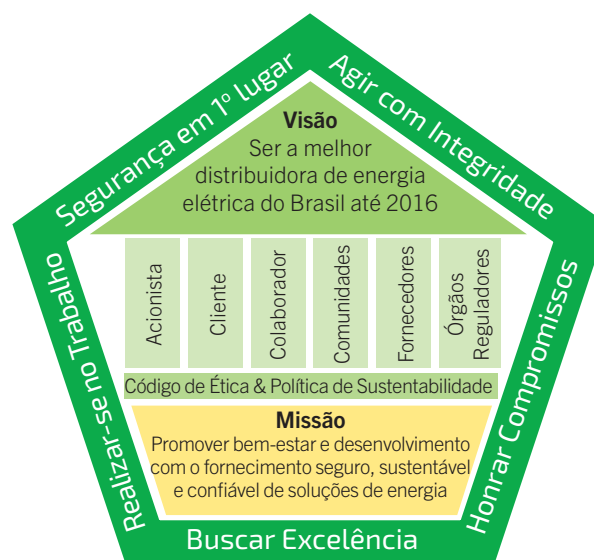 Segurança em 1º lugar
Agir com Integridade
Visão
Ser a melhor
distribuidora de energia
elétrica do Brasil até 2016
Acionista
Cliente
Colaborador
Comunidades
Fornecedores
Órgãos
Reguladores
Código de Ética & Política de Sustentabilidade
Missão
Promover bem-estar e desenvolvimento
com o fornecimento seguro, sustentável
e confiável de soluções de energia
Realizar-se no Trabalho
Honrar Compromissos
Buscar Excelência